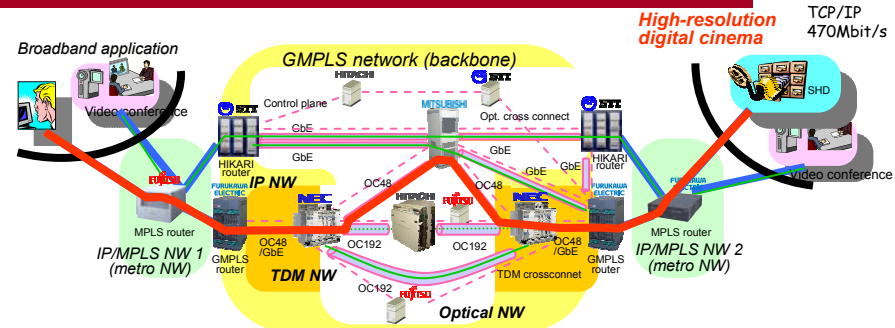 High-resolution
digital cinema
TCP/IP
470Mbit/s
Broadband application
GMPLS network (backbone)
HITACHI
NTT
Control plane
MITSUBISHI
Opt. cross connect
SHD
Video conference
NTT
NTT
GbE
GbE
GbE
GbE
GbE
HIKARI
router
HIKARI
router
Video conference
FUJITSU
FURUKAWA
ELECTRIC
IP NW
OC48
OC48
FURUKAWA
ELECTRIC
FURUKAWA
ELECTRIC
NEC
HITACHI
FUJITSU
NEC
MPLS router
IP/MPLS NW 1
(metro NW)
GMPLS
router
OC48
/GbE
OC192
OC192
OC48
/GbE
GMPLS
router
MPLS router
IP/MPLS NW 2
(metro NW)
TDM NW
TDM crossconnet
OC192
FUJITSU
Optical NW